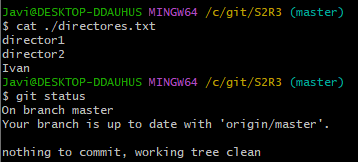 Javi@DESKTOP-DDAUHUS MINGW64 /c/git/S2R3 (master)
$ cat ./directores.txt
director1
director2
Ivan
Javi@DESKTOP-DDAUHUS MINGW64 /c/git/S2R3 (master)
$ git status
On branch master
Your branch is up to date with 'origin/master'.

nothing to commit, working tree clean